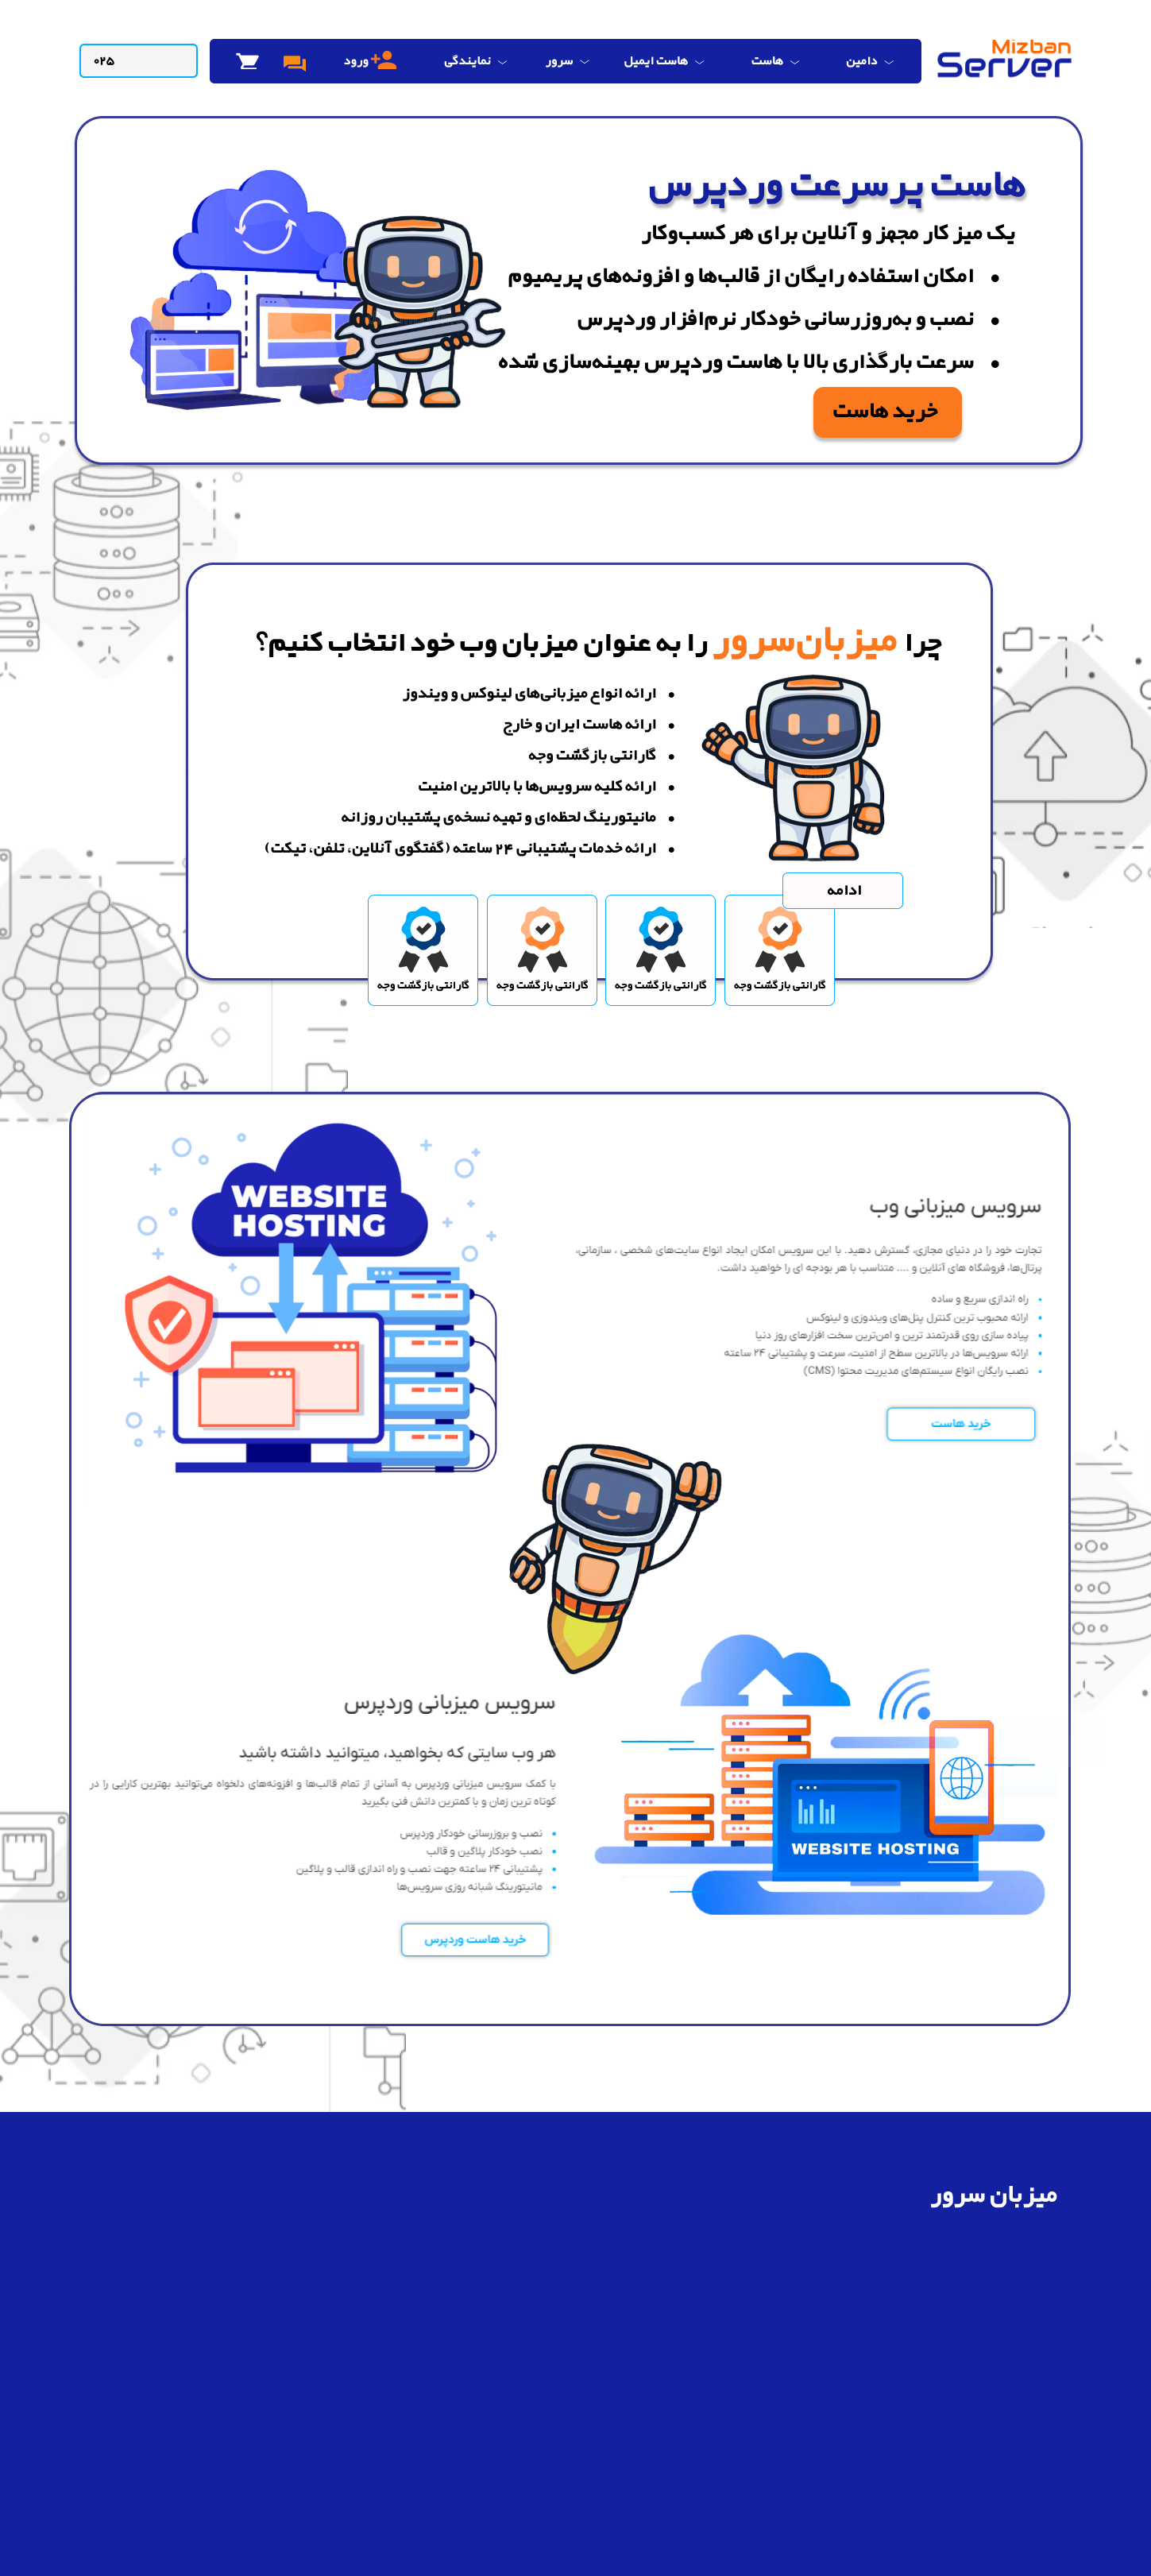 Mizban
Server
دامین
هاست
هاست ایمیل
سرور
نمایندگی
ورود
۰۲۵
هاست پرسرعت وردپرس
یک میز کار مجهز و آنلاین برای هر کسب‌وکار
• امکان استفاده رایگان از قالب‌ها و افزونه‌های پریمیوم
• نصب و به‌روزرسانی خودکار نرم‌افزار وردپرس
• سرعت بارگذاری بالا با هاست وردپرس بهینه‌سازی شده
خرید هاست
چرا میزبان‌سرور را به عنوان میزبان وب خود انتخاب کنیم؟
• ارائه انواع میزبانی‌های لینوکس و ویندوز
• ارائه هاست ایران و خارج
• گارانتی بازگشت وجه
• ارائه کلیه سرویس‌ها با بالاترین امنیت
• مانیتورینگ لحظه‌ای و تهیه نسخه‌ی پشتیبان روزانه
• ارائه خدمات پشتیبانی ۲۴ ساعته (گفتگوی آنلاین، تلفن، تیکت)
ادامه
گارانتی بازگشت وجه
گارانتی بازگشت وجه
گارانتی بازگشت وجه
گارانتی بازگشت وجه
WEBSITE
HOSTING
سرویس میزبانی وب
تجارت خود را در دنیای مجازی، گسترش دهید. با این سرویس امکان ایجاد انواع سایت‌های شخصی ، سازمانی،
پرتال‌ها، فروشگاه های آنلاین و .... متناسب با هر بودجه ای را خواهید داشت.
• راه اندازی سریع و ساده
• ارائه محبوب ترین کنترل پنل‌های ویندوزی و لینوکس
• پیاده سازی روی قدرتمند ترین و امن‌ترین سخت افزارهای روز دنیا
• ارائه سرویس‌ها در بالاترین سطح از امنیت، سرعت و پشتیبانی ۲۴ ساعته
• نصب رایگان انواع سیستم‌های مدیریت محتوا (CMS)
خرید هاست
سرویس میزبانی وردپرس
هر وب سایتی که بخواهید، میتوانید داشته باشید
با کمک سرویس میزبانی وردپرس به آسانی از تمام قالب‌ها و افزونه‌های دلخواه می‌توانید بهترین کارایی را در
کوتاه ترین زمان و با کمترین دانش فنی بگیرید
• نصب و بروزرسانی خودکار وردپرس
• نصب خودکار پلاگین و قالب
• پشتیبانی ۲۴ ساعته جهت نصب و راه اندازی قالب و پلاگین
• مانیتورینگ شبانه روزی سرویس‌ها
خرید هاست وردپرس
WEBSITE HOSTING
میزبان سرور